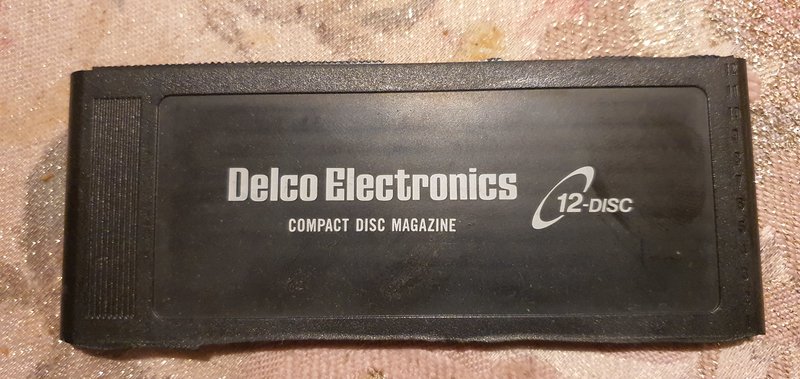 Delco Electronics
COMPACT DISC MAGAZINE
12-DISC